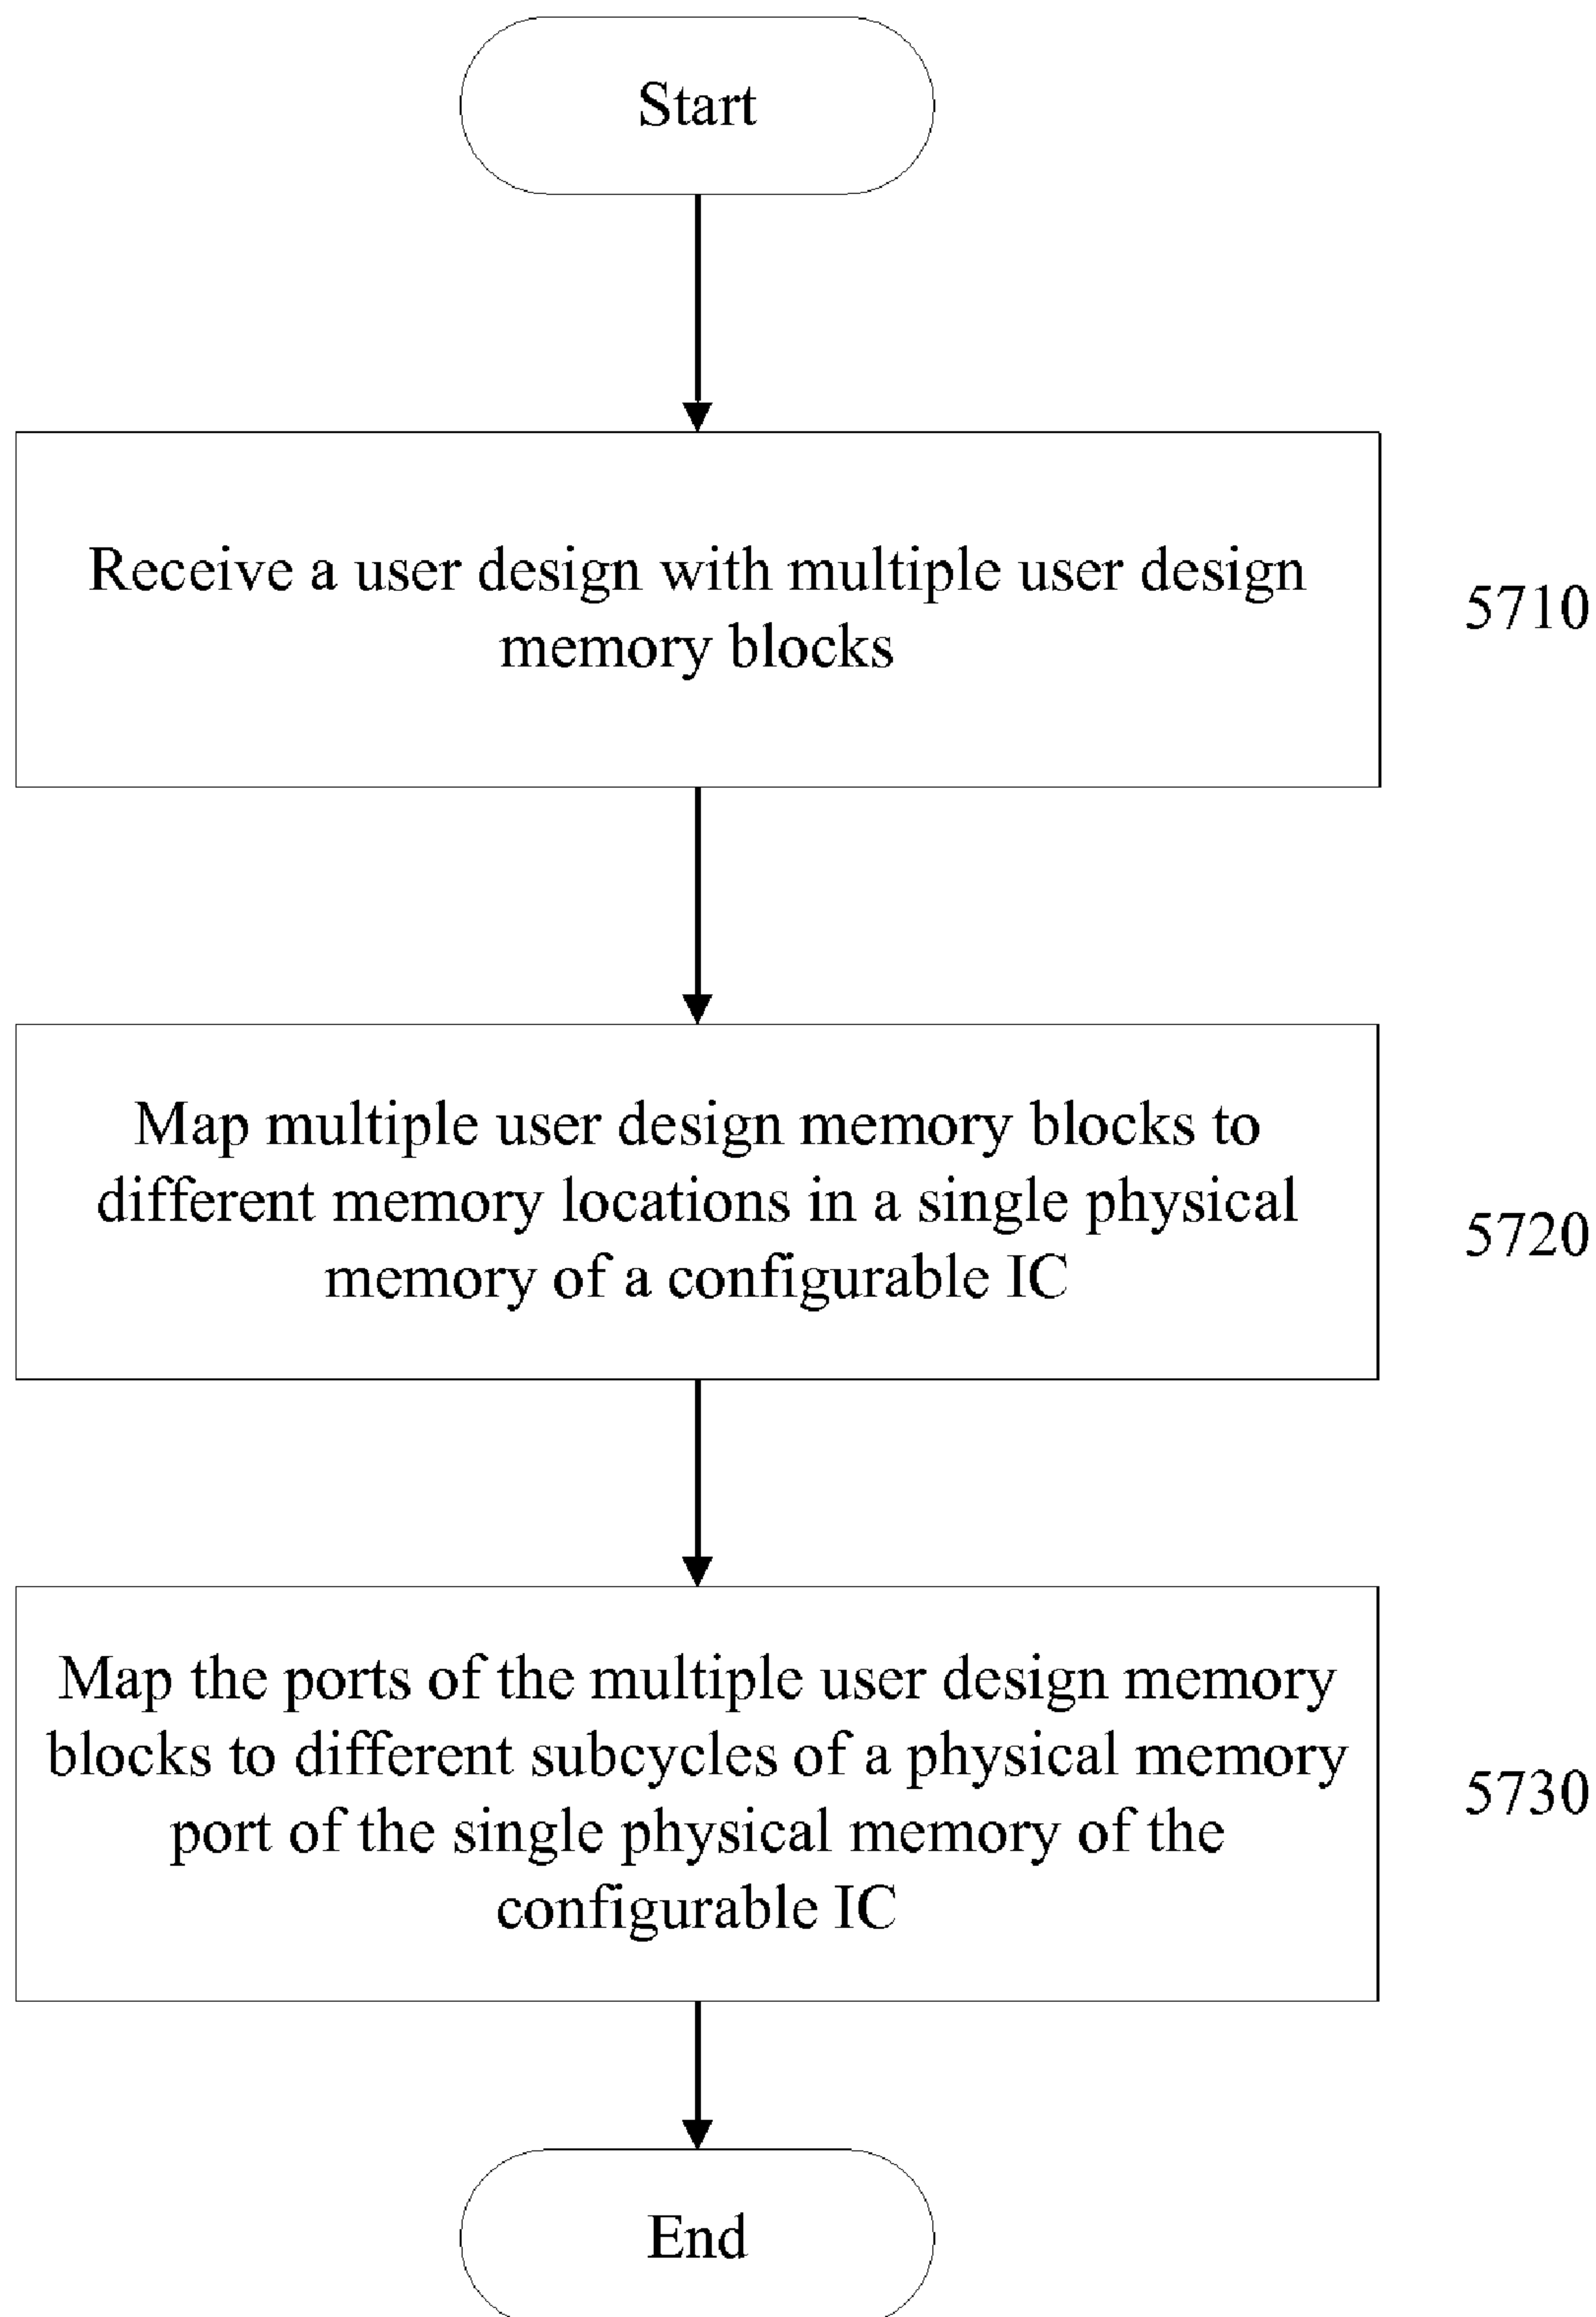 Start
Receive a user design with multiple user design
memory blocks
5710
Map multiple user design memory blocks to
different memory locations in a single physical
memory of a configurable IC
5720
Map the ports of the multiple user design memory
blocks to different subcycles of a physical memory
port of the single physical memory of the
configurable IC
5730
End